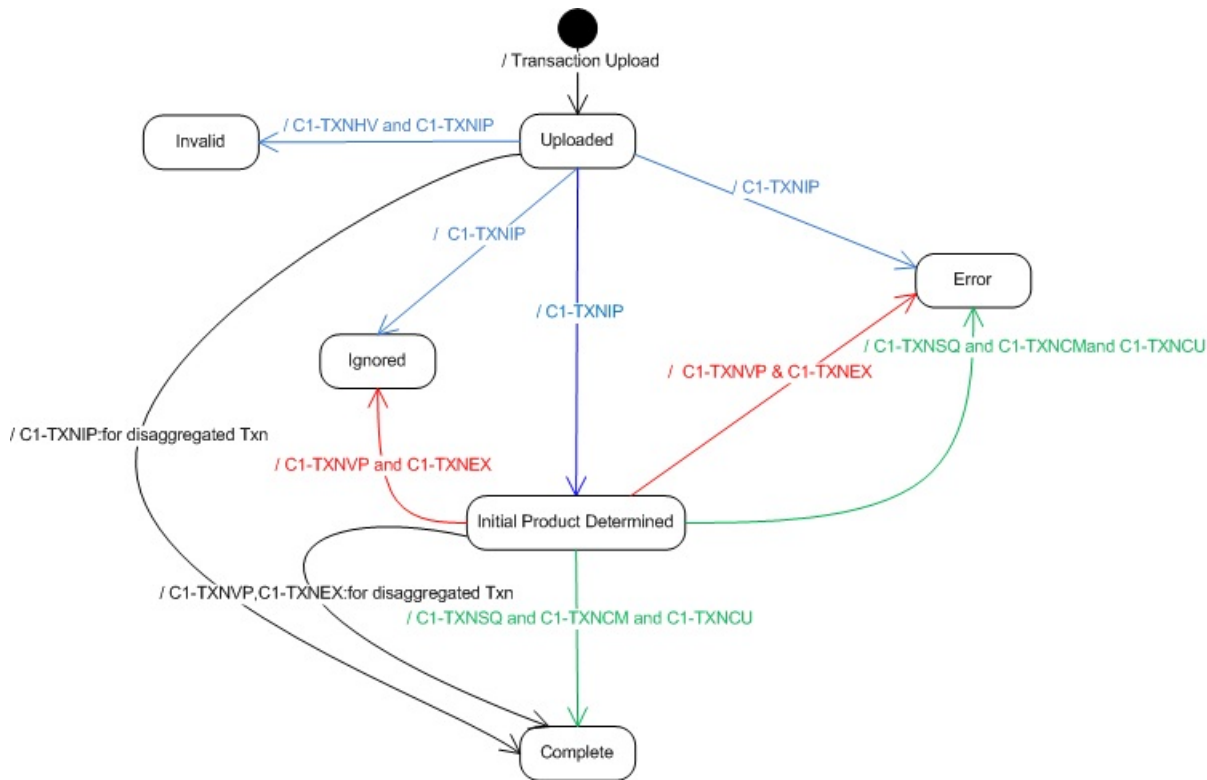 / Transaction Upload
Invalid
/ C1-TXNHV and C1-TXNIP
Uploaded
/ C1-TXNIP
/ C1-TXNIP
Error
/ C1-TXNIP
/ C1-TXNSQ and C1-TXNCMand C1-TXNCU
Ignored
/ C1-TXNVP & C1-TXNEX
/ C1-TXNIP:for disaggregated Txn
/ C1-TXNVP and C1-TXNEX
Initial Product Determined
/ C1-TXNVP,C1-TXNEX:for disaggregated Txn
/ C1-TXNSQ and C1-TXNCM and C1-TXNCU
Complete